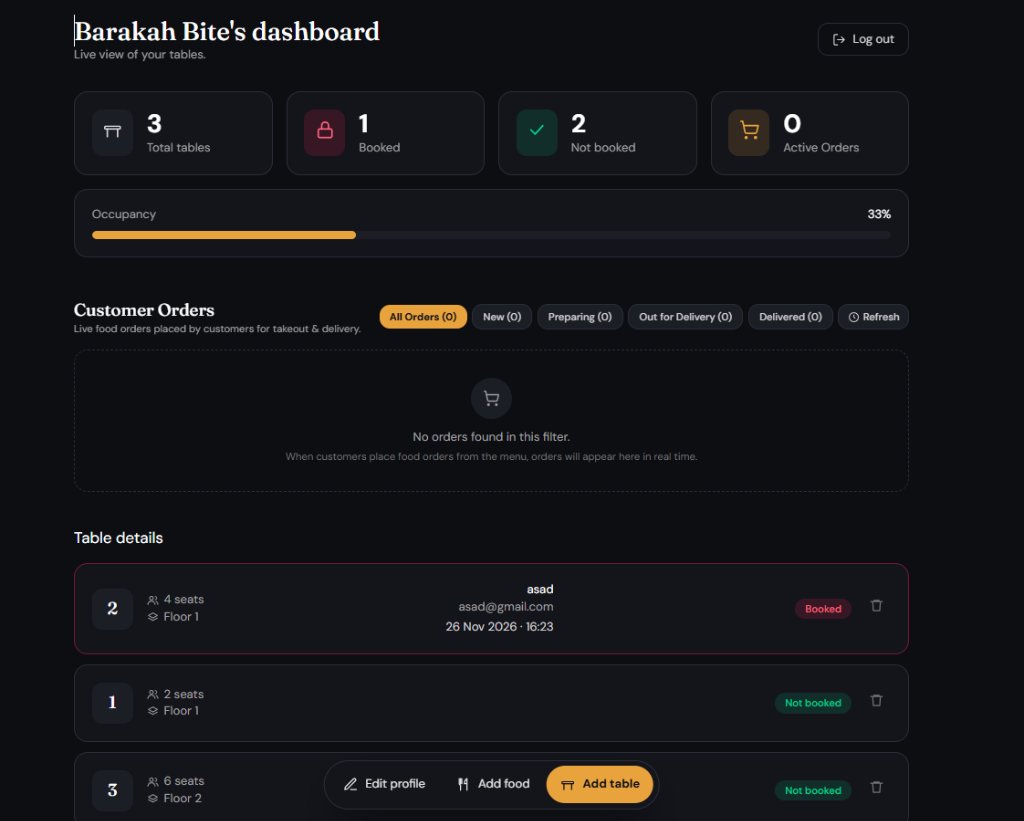 Barakah Bite's dashboard
Live view of your tables.
Log out
3
Total tables
1
Booked
2
Not booked
0
Active Orders
Occupancy
33%
Customer Orders
Live food orders placed by customers for takeout & delivery.
All Orders (0)
New (0)
Preparing (0)
Out for Delivery (0)
Delivered (0)
Refresh
No orders found in this filter.
When customers place food orders from the menu, orders will appear here in real time.
Table details
2
4 seats
Floor 1
asad
asad@gmail.com
26 Nov 2026 · 16:23
Booked
1
2 seats
Floor 1
Not booked
3
6 seats
Floor 2
Not booked
Edit profile
Add food
Add table